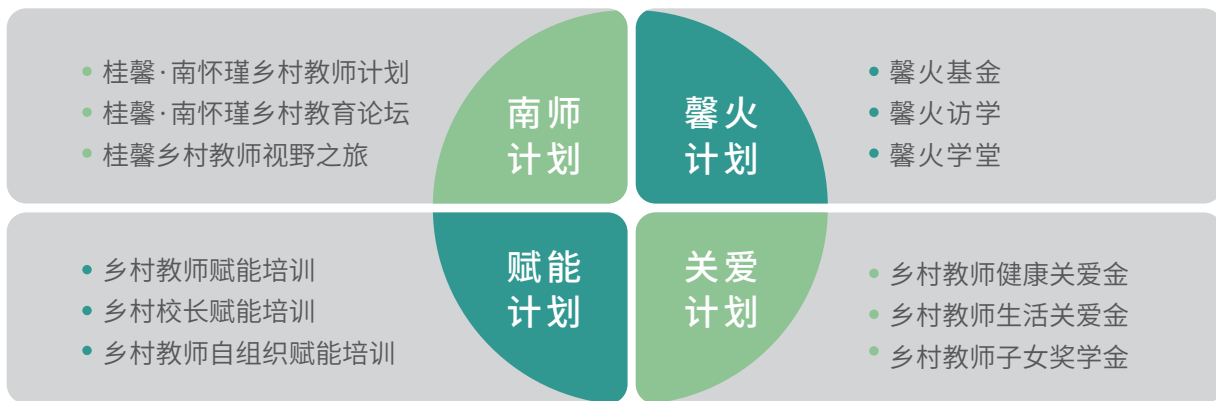 桂馨·南怀瑾乡村教师计划
桂馨·南怀瑾乡村教育论坛
桂馨乡村教师视野之旅
南师
计划
馨火
计划
馨火基金
馨火访学
馨火学堂
乡村教师赋能培训
乡村校长赋能培训
乡村教师自组织赋能培训
赋能
计划
关爱
计划
乡村教师健康关爱金
乡村教师生活关爱金
乡村教师子女奖学金